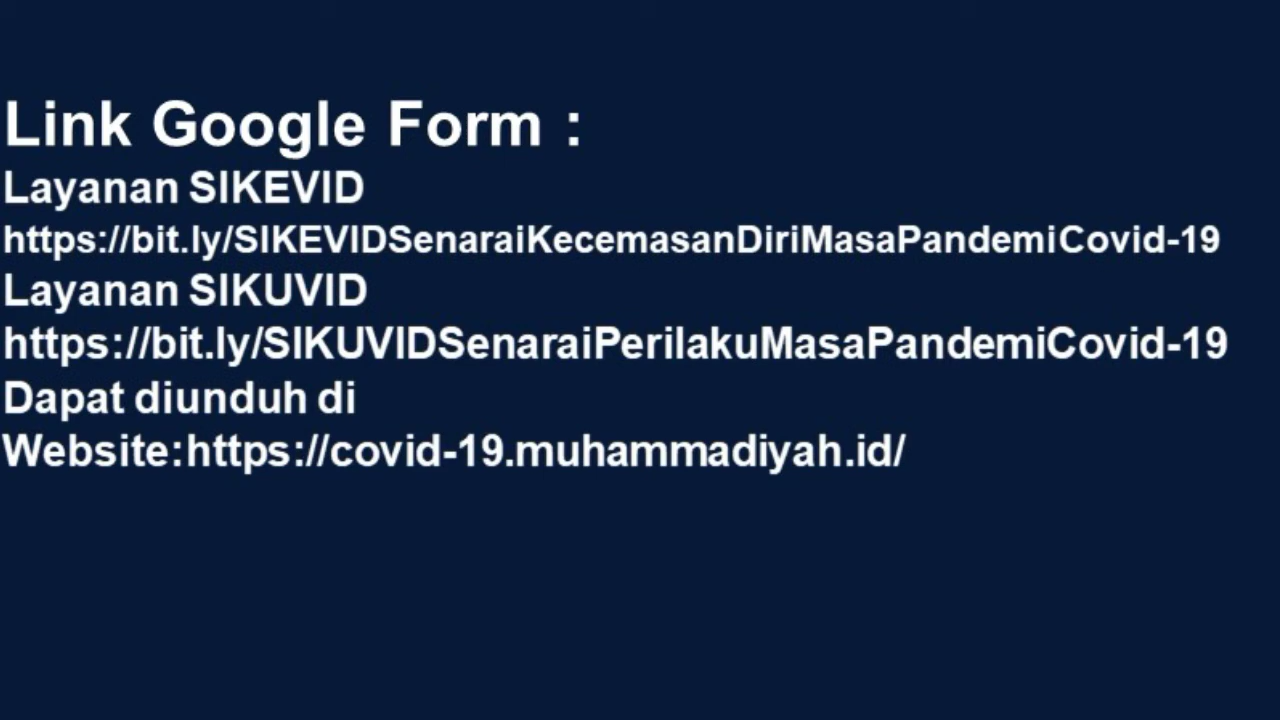 Link Google Form :
Layanan SIKEVID
https://bit.ly/SIKEVIDSenaraiKecemasanDiriMasaPandemiCovid-19
Layanan SIKUVID
https://bit.ly/SIKUVIDSenaraiPerilakuMasaPandemiCovid-19
Dapat diunduh di
Website:https://covid-19.muhammadiyah.id/